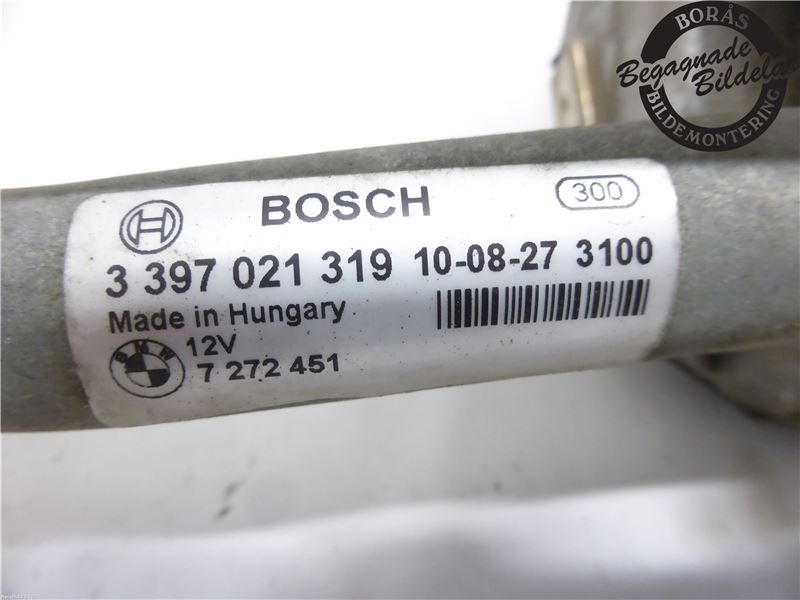 BORÅS
Begagnade
Bildelar
BILDEMONTERING
BOSCH
300
3 397 021 319 10-08-27 3100
Made in Hungary
12V
BMW
7 272 451